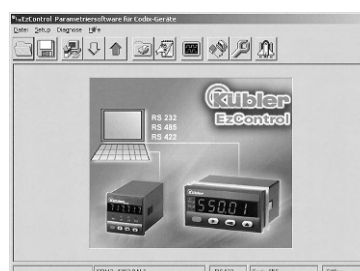 EzControl Parametriersoftware für Codix-Geräte
Datei Setup Diagnose Hilfe
Kübler
EzControl
RS 232
RS 485
RS 422
Kübler
550.01